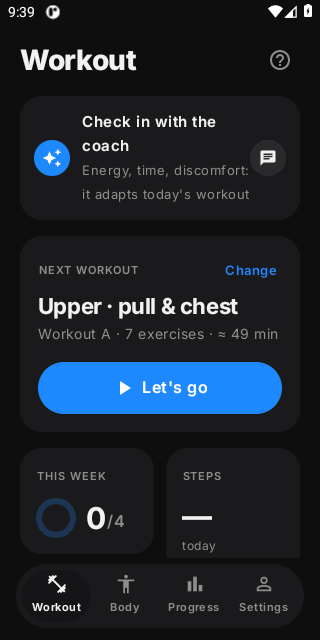 9:39
Workout
Check in with the
coach
Energy, time, discomfort:
it adapts today's workout
NEXT WORKOUT
Change
Upper · pull & chest
Workout A · 7 exercises · ≈ 49 min
Let's go
THIS WEEK
0/4
STEPS
—
today
Workout
Body
Progress
Settings